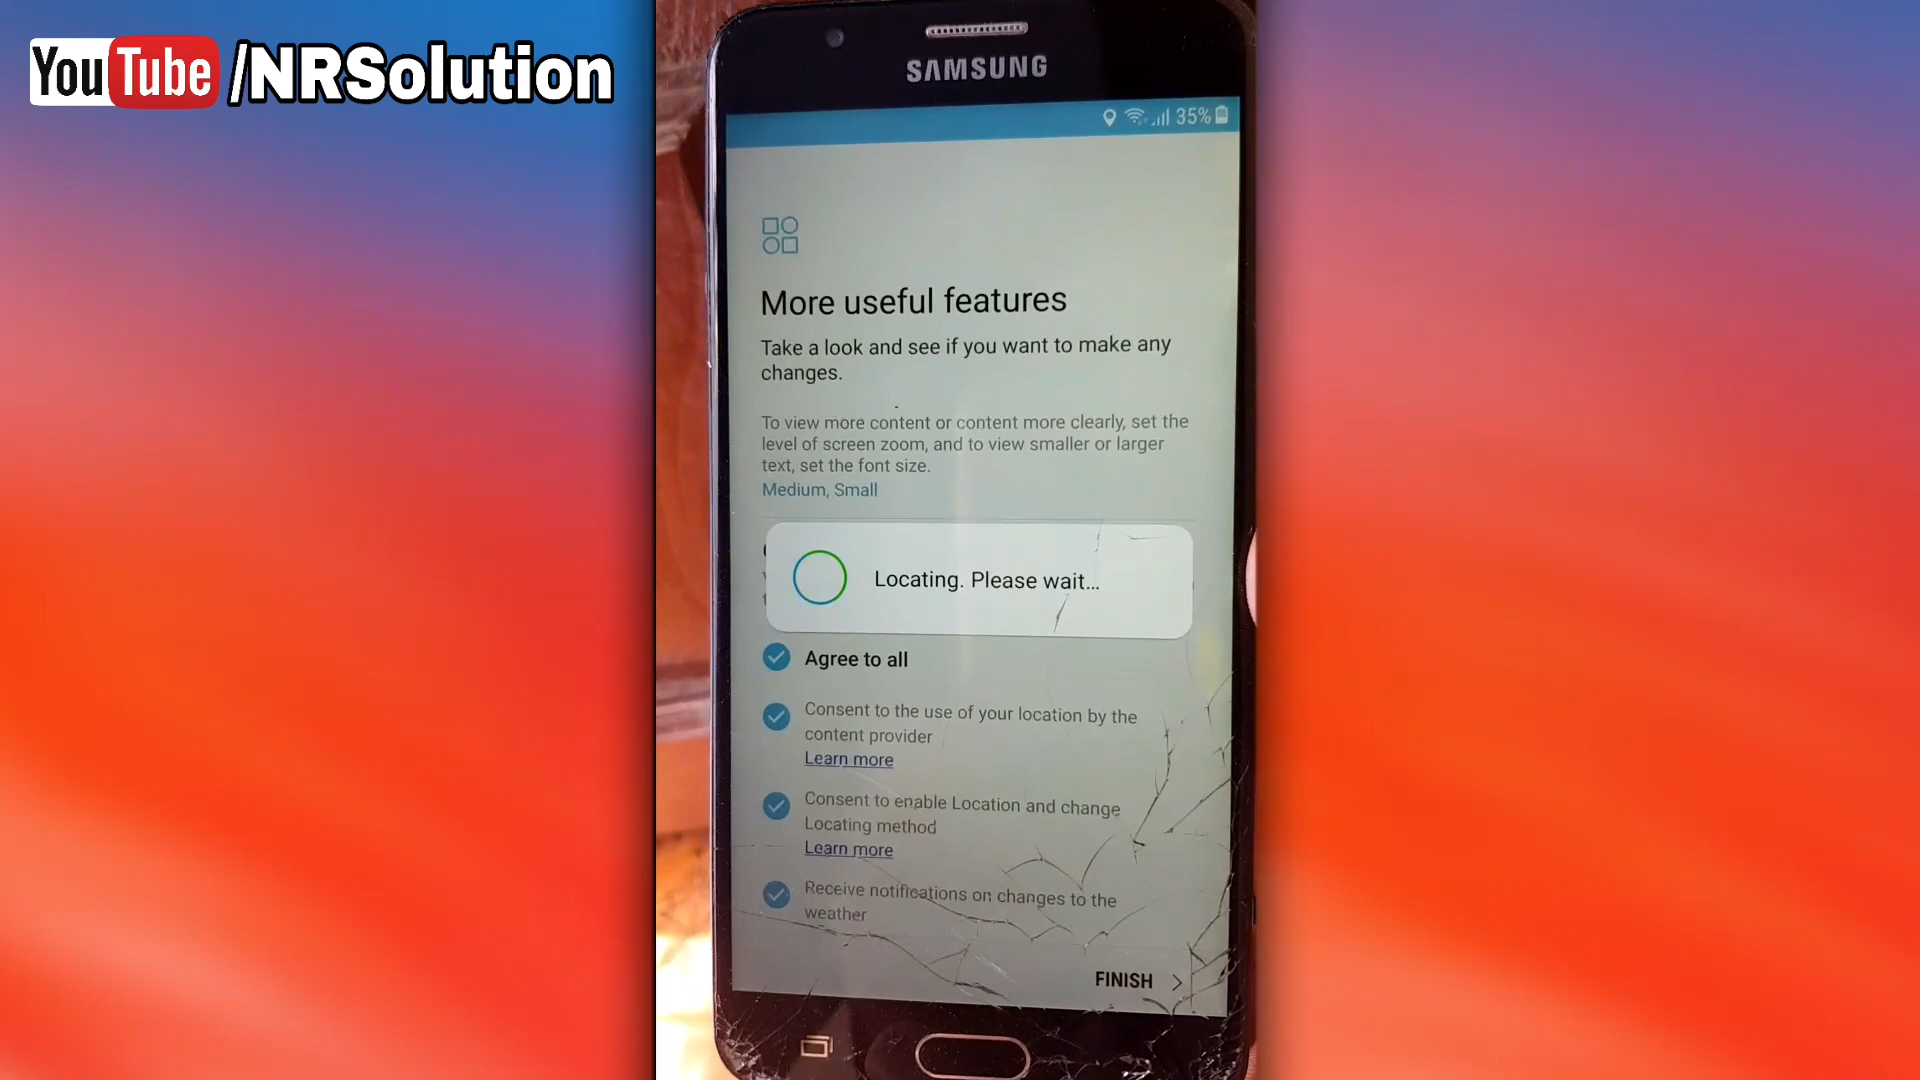 YouTube /NRSolution
SAMSUNG
35%
More useful features
Take a look and see if you want to make any
changes.
To view more content or content more clearly, set the
level of screen zoom, and to view smaller or larger
text, set the font size.
Medium, Small
Locating. Please wait...
Agree to all
Consent to the use of your location by the
content provider
Learn more
Consent to enable Location and change
Locating method
Learn more
Receive notifications on changes to the
weather
FINISH >